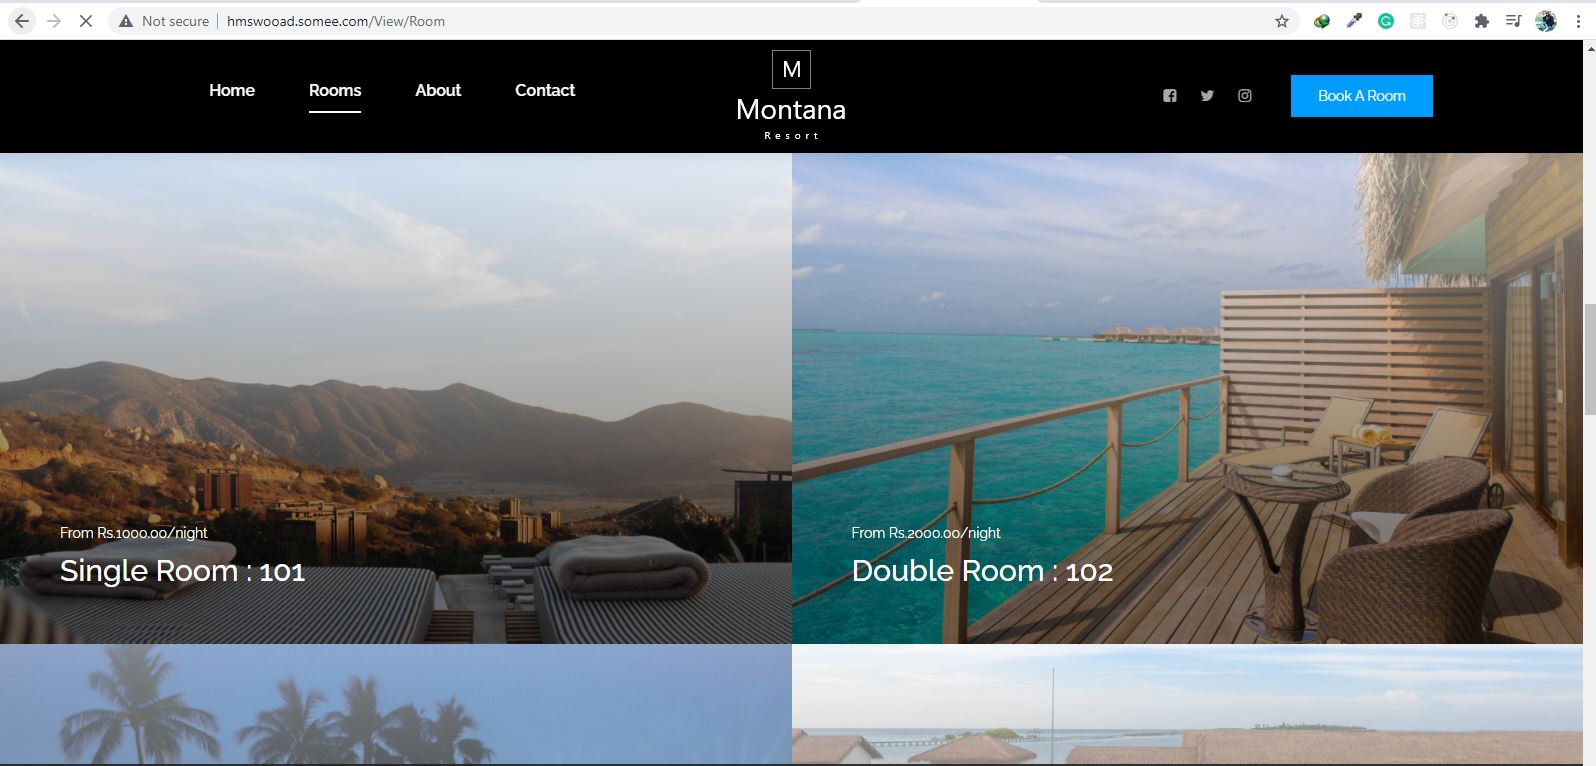 Not secure
hmswooad.somee.com/View/Room
Home
Rooms
About
Contact
M
Montana
Resort
Book A Room
From Rs.1000.00/night
Single Room : 101
From Rs.2000.00/night
Double Room : 102